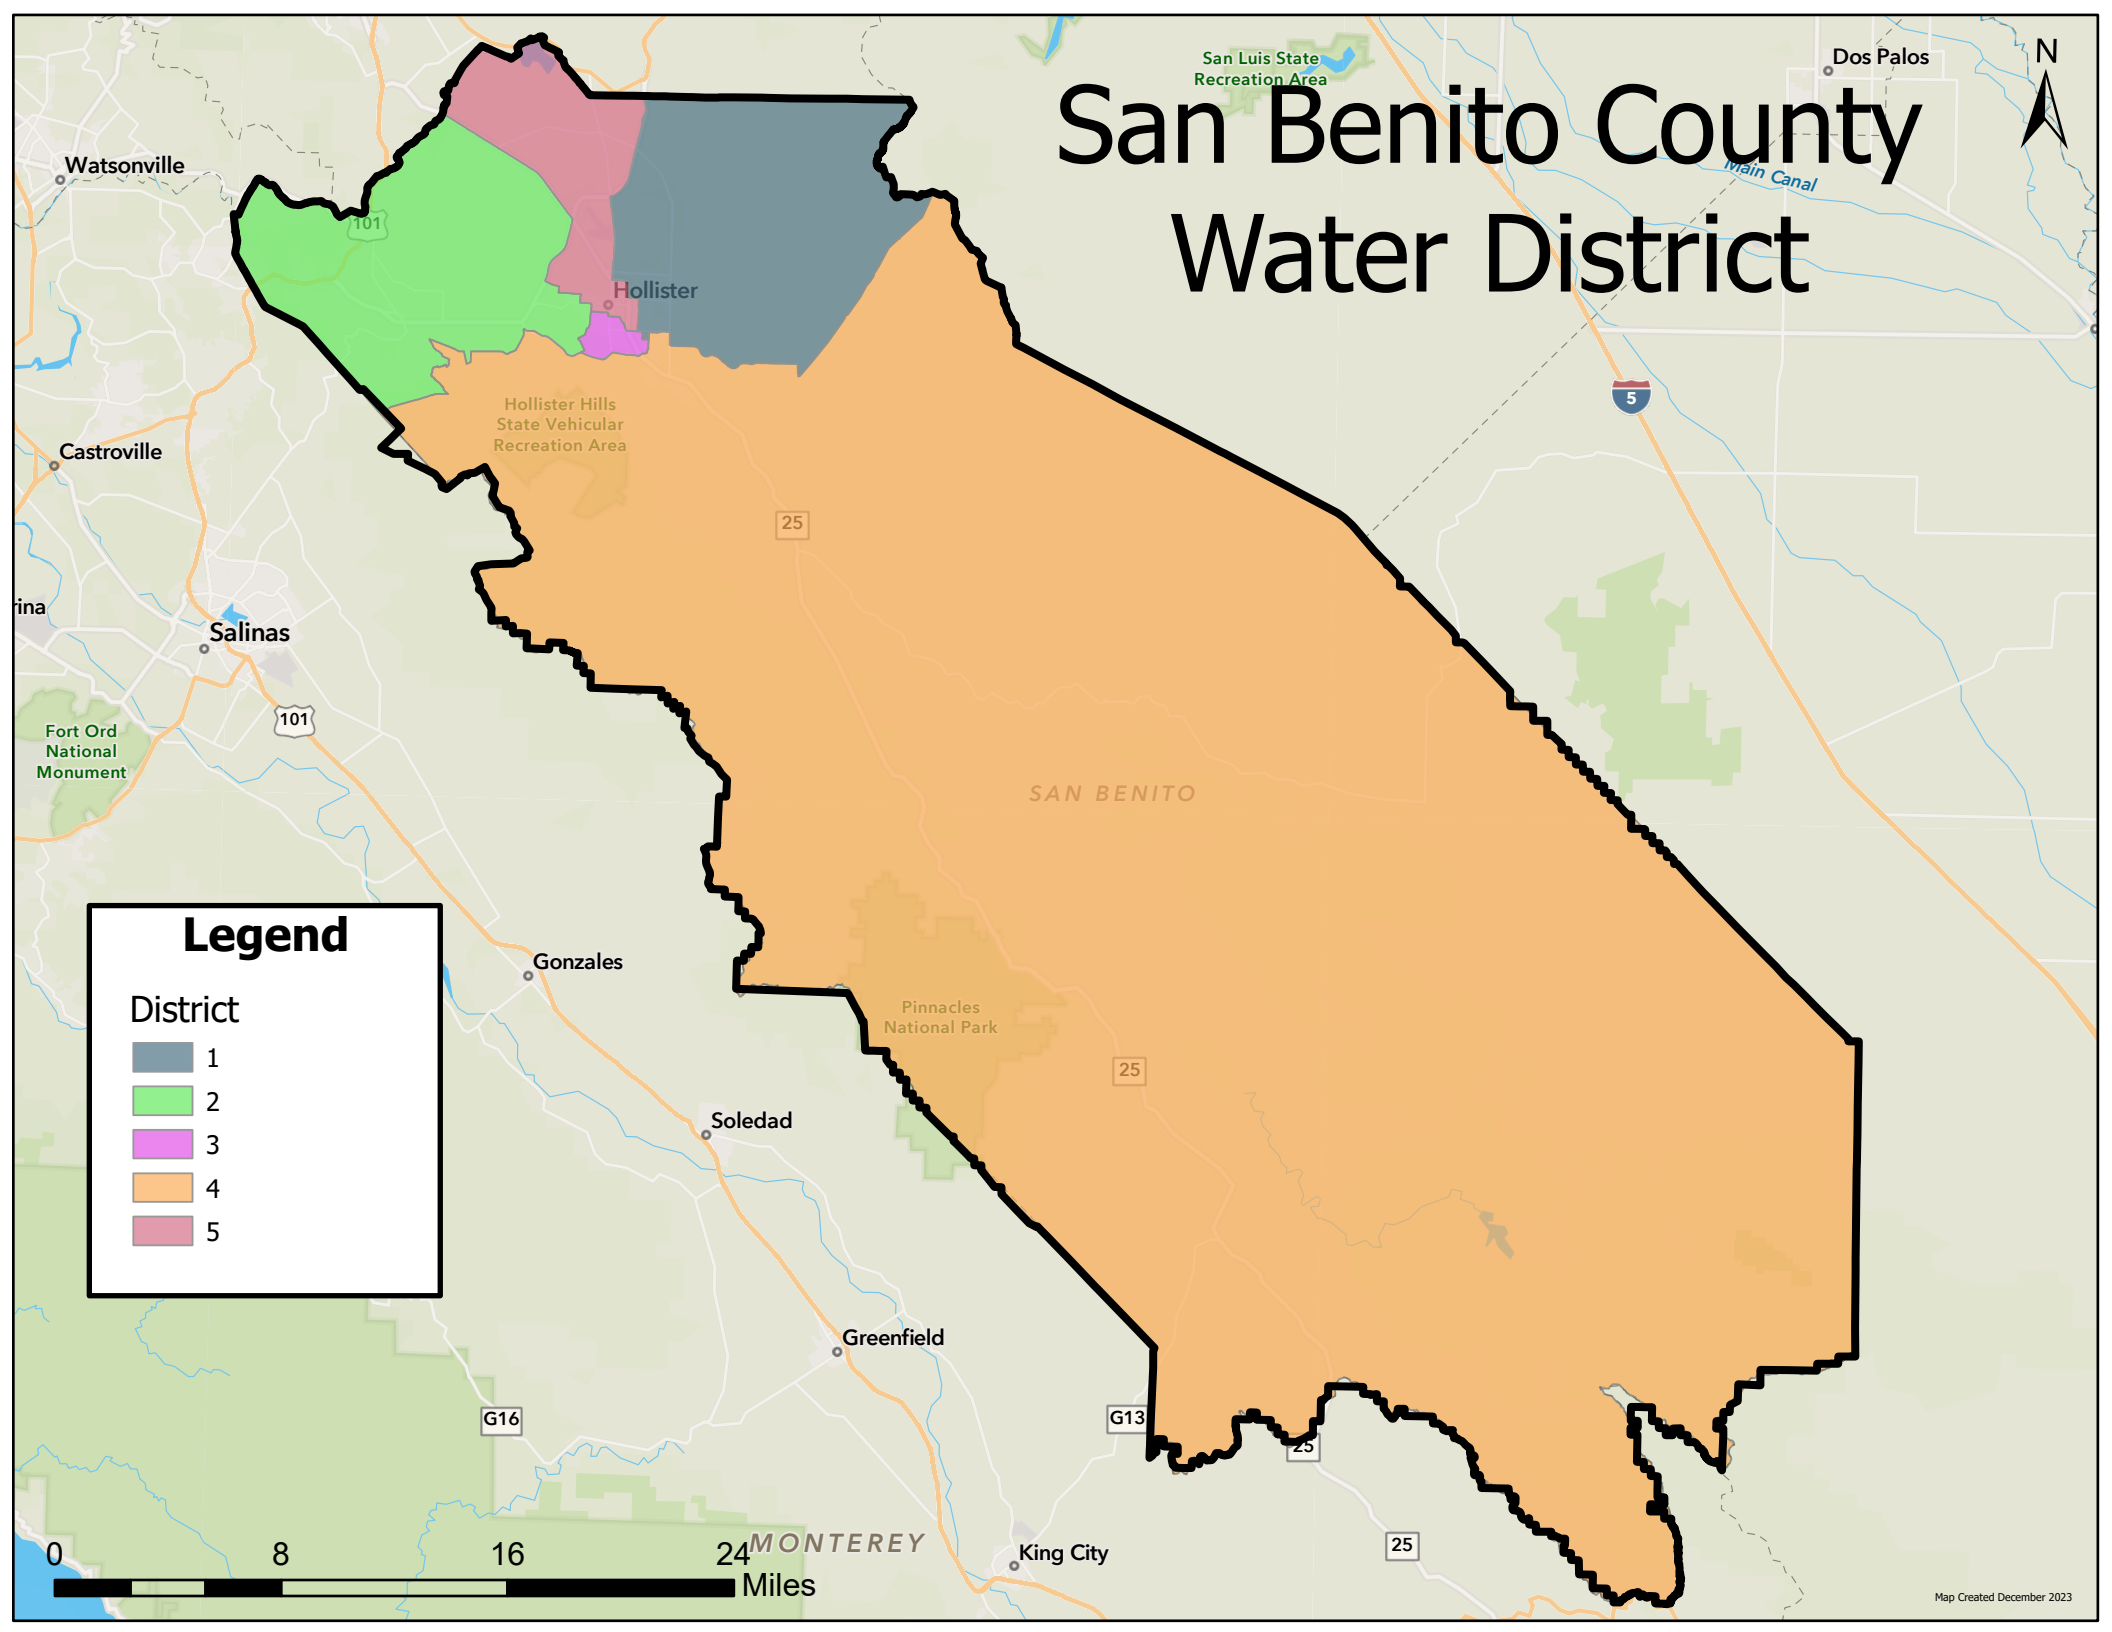 San Luis State
Recreation Area
Dos Palos
N
San Benito County
Water District
Main Canal
Watsonville
101
Hollister
5
Hollister Hills
State Vehicular
Recreation Area
Castroville
25
rina
Salinas
101
Fort Ord
National
Monument
SAN BENITO
Legend
District
1
2
3
4
5
Gonzales
Pinnacles
National Park
25
Soledad
Greenfield
G16
G13
25
25
MONTEREY
King City
0 8 16 24
Miles
Map Created December 2023